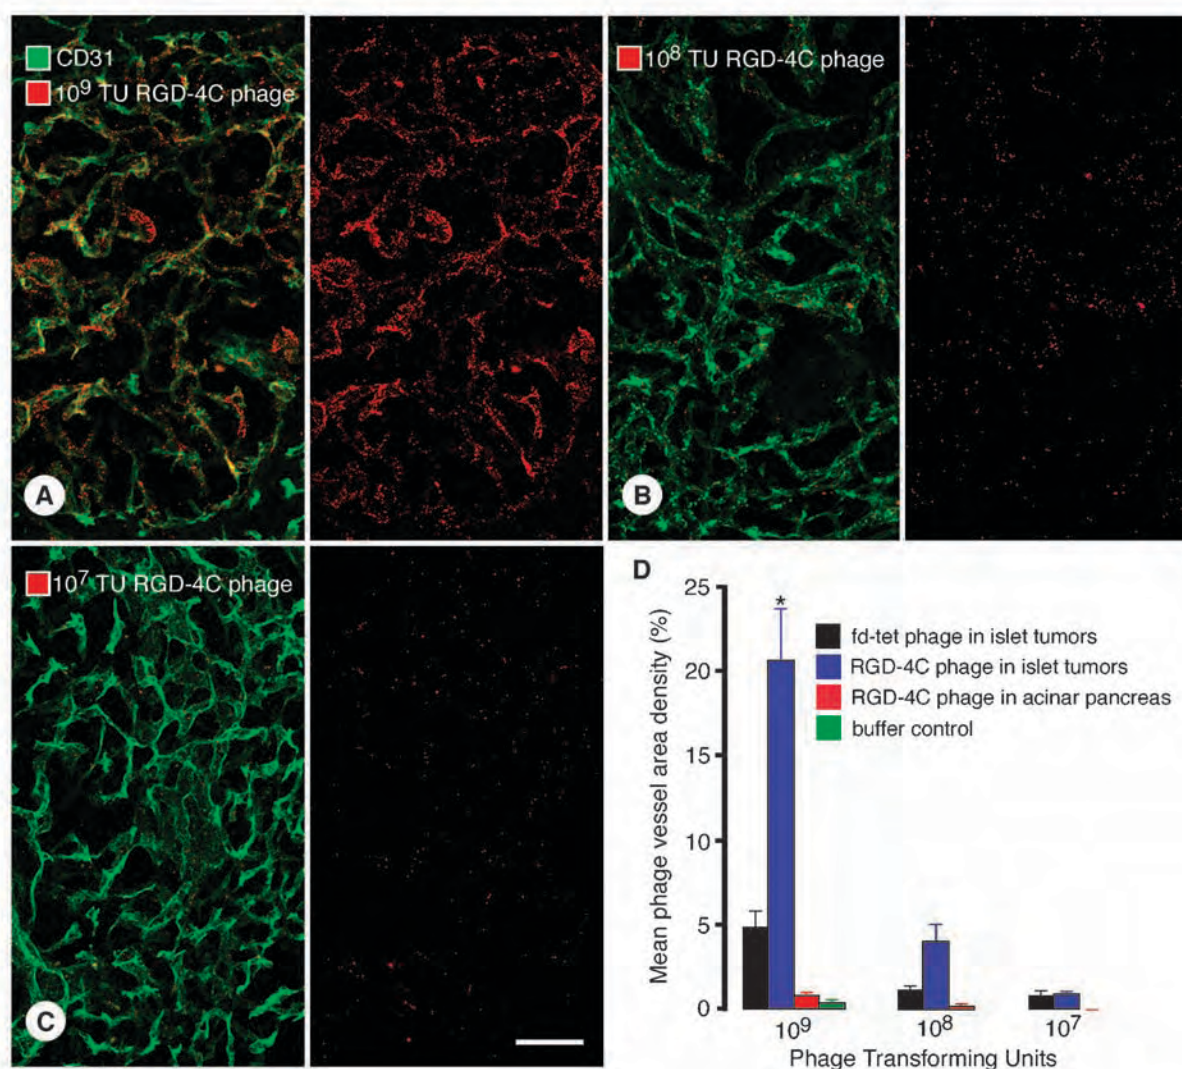 CD31
10⁹ TU RGD-4C phage
A
10⁸ TU RGD-4C phage
B
10⁷ TU RGD-4C phage
C
D
Mean phage vessel area density (%)
25
20
15
10
5
0
*
fd-tet phage in islet tumors
RGD-4C phage in islet tumors
RGD-4C phage in acinar pancreas
buffer control
10⁹ 10⁸ 10⁷
Phage Transforming Units